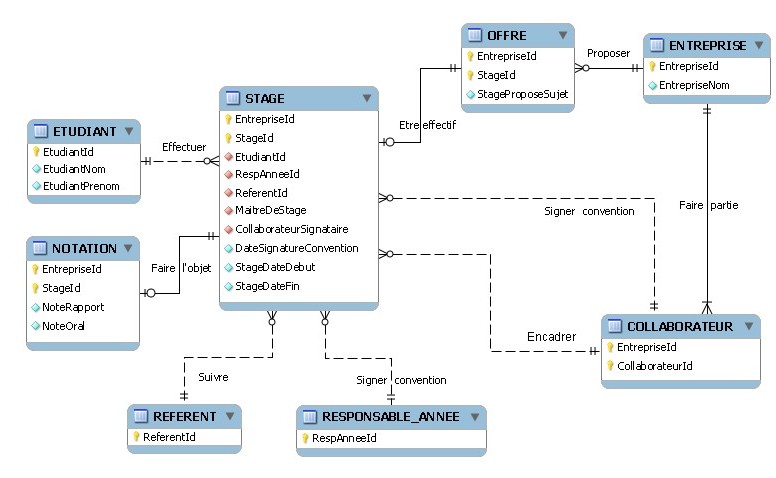 OFFRE
EntrepriseId
StageId
StageProposeSujet
Proposer
ENTREPRISE
EntrepriseId
EntrepriseNom
STAGE
EntrepriseId
StageId
EtudiantId
RespAnneeId
ReferentId
MaitreDeStage
CollaborateurSignataire
DateSignatureConvention
StageDateDebut
StageDateFin
Etre effectif
ETUDIANT
EtudiantId
EtudiantNom
EtudiantPrenom
Effectuer
Signer convention
Faire partie
NOTATION
EntrepriseId
StageId
NoteRapport
NoteOral
Faire l'objet
Encadrer
COLLABORATEUR
EntrepriseId
CollaborateurId
Suivre
Signer convention
REFERENT
ReferentId
RESPONSABLE_ANNEE
RespAnneeId